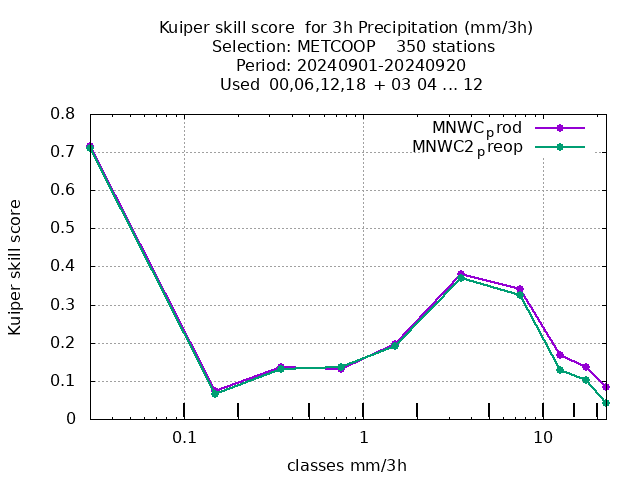 Kuiper skill score  for 3h Precipitation (mm/3h)
Selection: METCOOP    350 stations
Period: 20240901-20240920
Used  00,06,12,18  + 03 04 ... 12
MNWCprod
MNWC2preop
0.8
0.7
0.6
0.5
0.4
0.3
0.2
0.1
0
Kuiper skill score
0.1 1 10
classes mm/3h